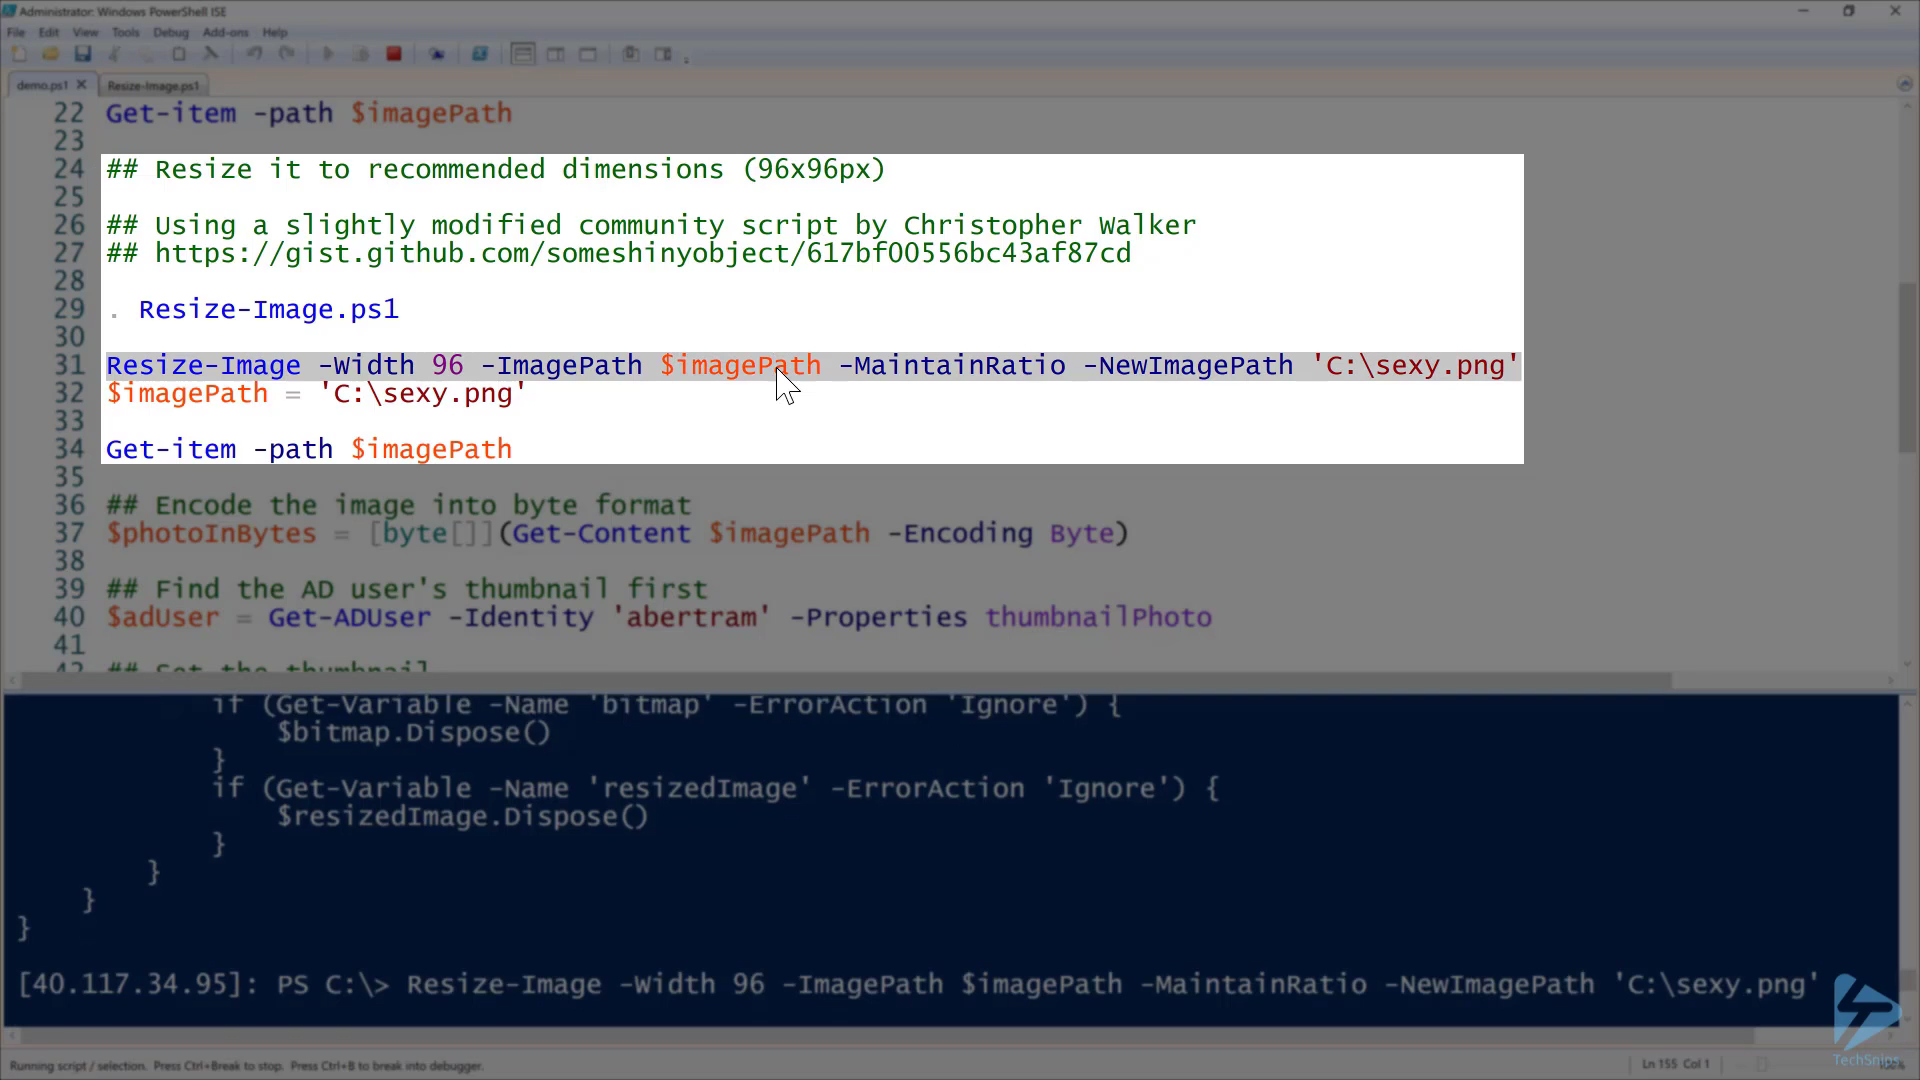 Administrator: Windows PowerShell ISE
File Edit View Tools Debug Add-ons Help
demo.ps1 Resize-Image.ps1
22 Get-item -path $imagePath
23
24 ## Resize it to recommended dimensions (96x96px)
25
26 ## Using a slightly modified community script by Christopher Walker
27 ## https://gist.github.com/someshinyobject/617bf00556bc43af87cd
28
29 . Resize-Image.ps1
30
31 Resize-Image -Width 96 -ImagePath $imagePath -MaintainRatio -NewImagePath 'C:\sexy.png'
32 $imagePath = 'C:\sexy.png'
33
34 Get-item -path $imagePath
35
36 ## Encode the image into byte format
37 $photoInBytes = [byte[]](Get-Content $imagePath -Encoding Byte)
38
39 ## Find the AD user's thumbnail first
40 $adUser = Get-ADUser -Identity 'abertram' -Properties thumbnailPhoto
41
42 ## Set the thumbnail
if (Get-Variable -Name 'bitmap' -ErrorAction 'Ignore') {
$bitmap.Dispose()
}
if (Get-Variable -Name 'resizedImage' -ErrorAction 'Ignore') {
$resizedImage.Dispose()
}
}
}
}
[40.117.34.95]: PS C:\> Resize-Image -Width 96 -ImagePath $imagePath -MaintainRatio -NewImagePath 'C:\sexy.png'
Running script / selection. Press Ctrl+Break to stop. Press Ctrl+B to break into debugger.
Ln 155 Col 1
TechSnips